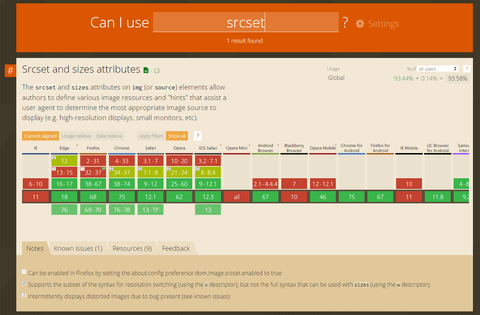 Can I use srcset ? Settings
1 result found
# Srcset and sizes attributes - LS
Usage % of all users ?
Global 93.44% + 0.14% = 93.58%
The srcset and sizes attributes on img (or source) elements allow
authors to define various image resources and "hints" that assist a
user agent to determine the most appropriate image source to
display (e.g. high-resolution displays, small monitors, etc).
Current aligned Usage relative Date relative Apply filters Show all ?
IE Edge Firefox Chrome Safari Opera iOS Safari Opera Mini Android Browser Blackberry Browser Opera Mobile Chrome for Android Firefox for Android IE Mobile UC Browser for Android
12 2-31 4-33 3.1-7 10-20 3.2-7.1
13-15 32-37 34-37 7.1-8 21-24 8-8.4
6-10 16-17 38-67 38-74 9-12 25-60 9-12.1 2.1-4.4.4 7 12-12.1 10
11 18 68 75 12.1 62 12.3 all 67 10 46 75 67 11 11.8
76 69-70 76-78 13-TP 13
Notes Known issues (1) Resources (9) Feedback
1 Can be enabled in Firefox by setting the about:config preference dom.image.srcset.enabled to true
2 Supports the subset of the syntax for resolution switching (using the x descriptor), but not the full syntax that can be used with sizes (using the w descriptor).
3 Intermittently displays distorted images due to bug present (see known issues)